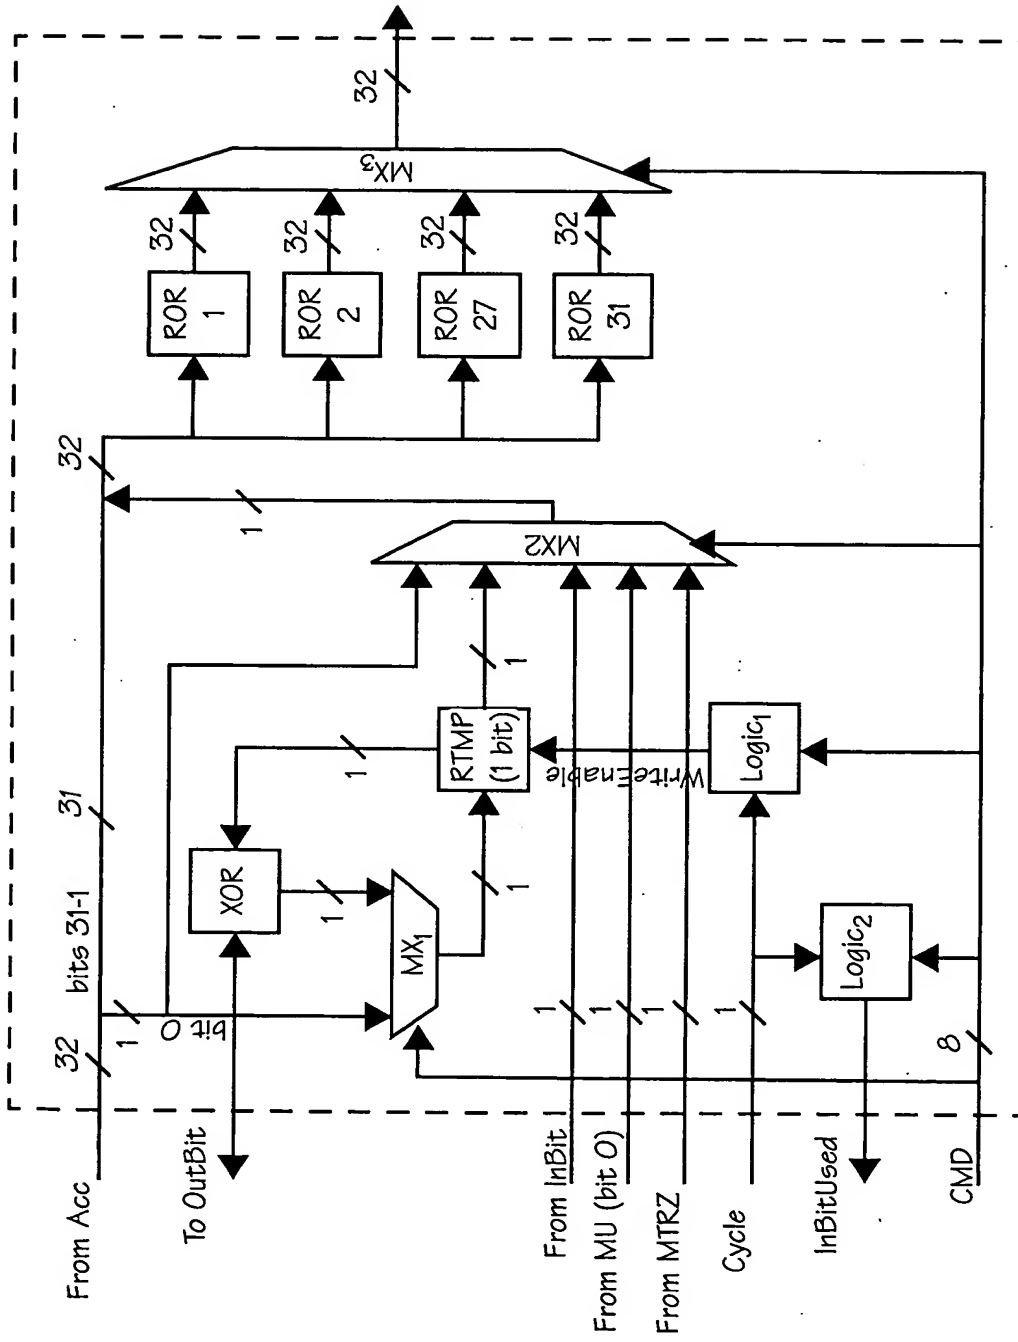 From Acc
32
1
bit 0
bits 31-1
31
32
To OutBit
XOR
1
1
MX1
1
RTMP
(1 bit)
1
1
MX2
From InBit
1
From MU (bit 0)
1
From MTRZ
1
Cycle
1
WriteEnable
Logic1
Logic2
InBitUsed
CMD
8
ROR
1
32
ROR
2
32
ROR
27
32
ROR
31
32
MX3
32